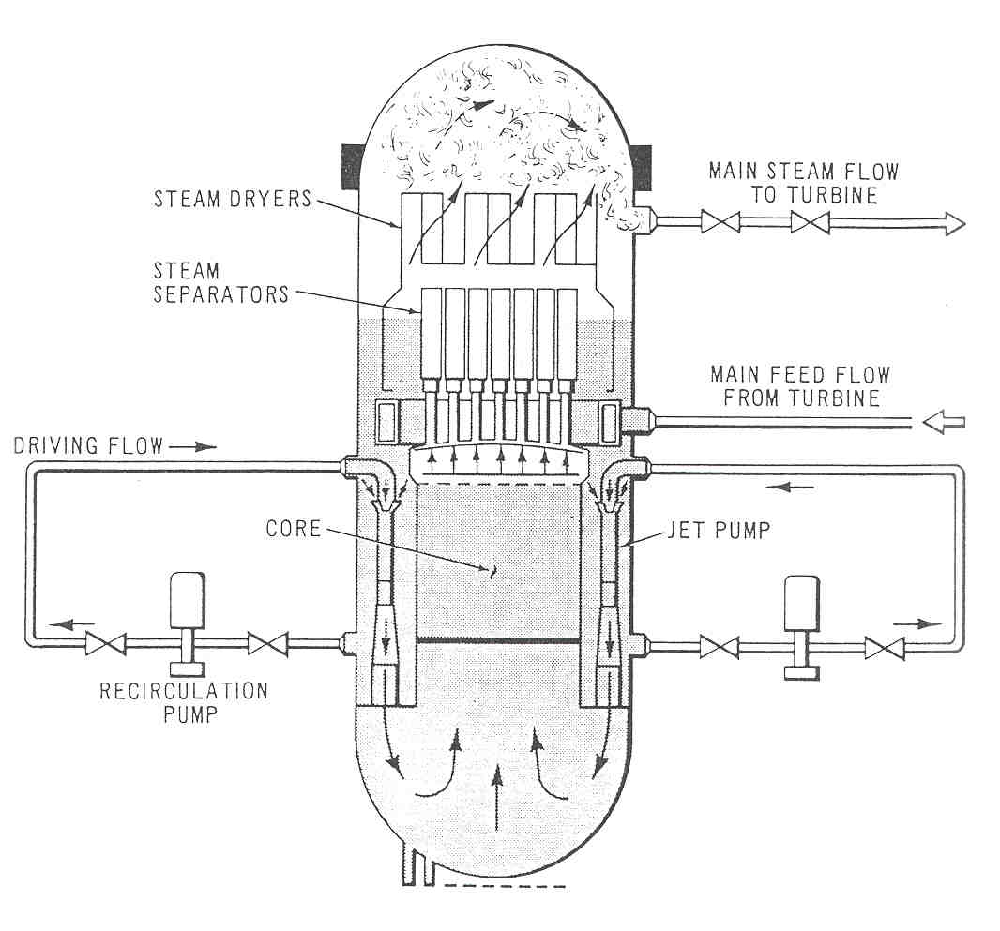 MAIN STEAM FLOW
TO TURBINE
STEAM DRYERS
STEAM
SEPARATORS
MAIN FEED FLOW
FROM TURBINE
DRIVING FLOW
CORE
JET PUMP
RECIRCULATION
PUMP